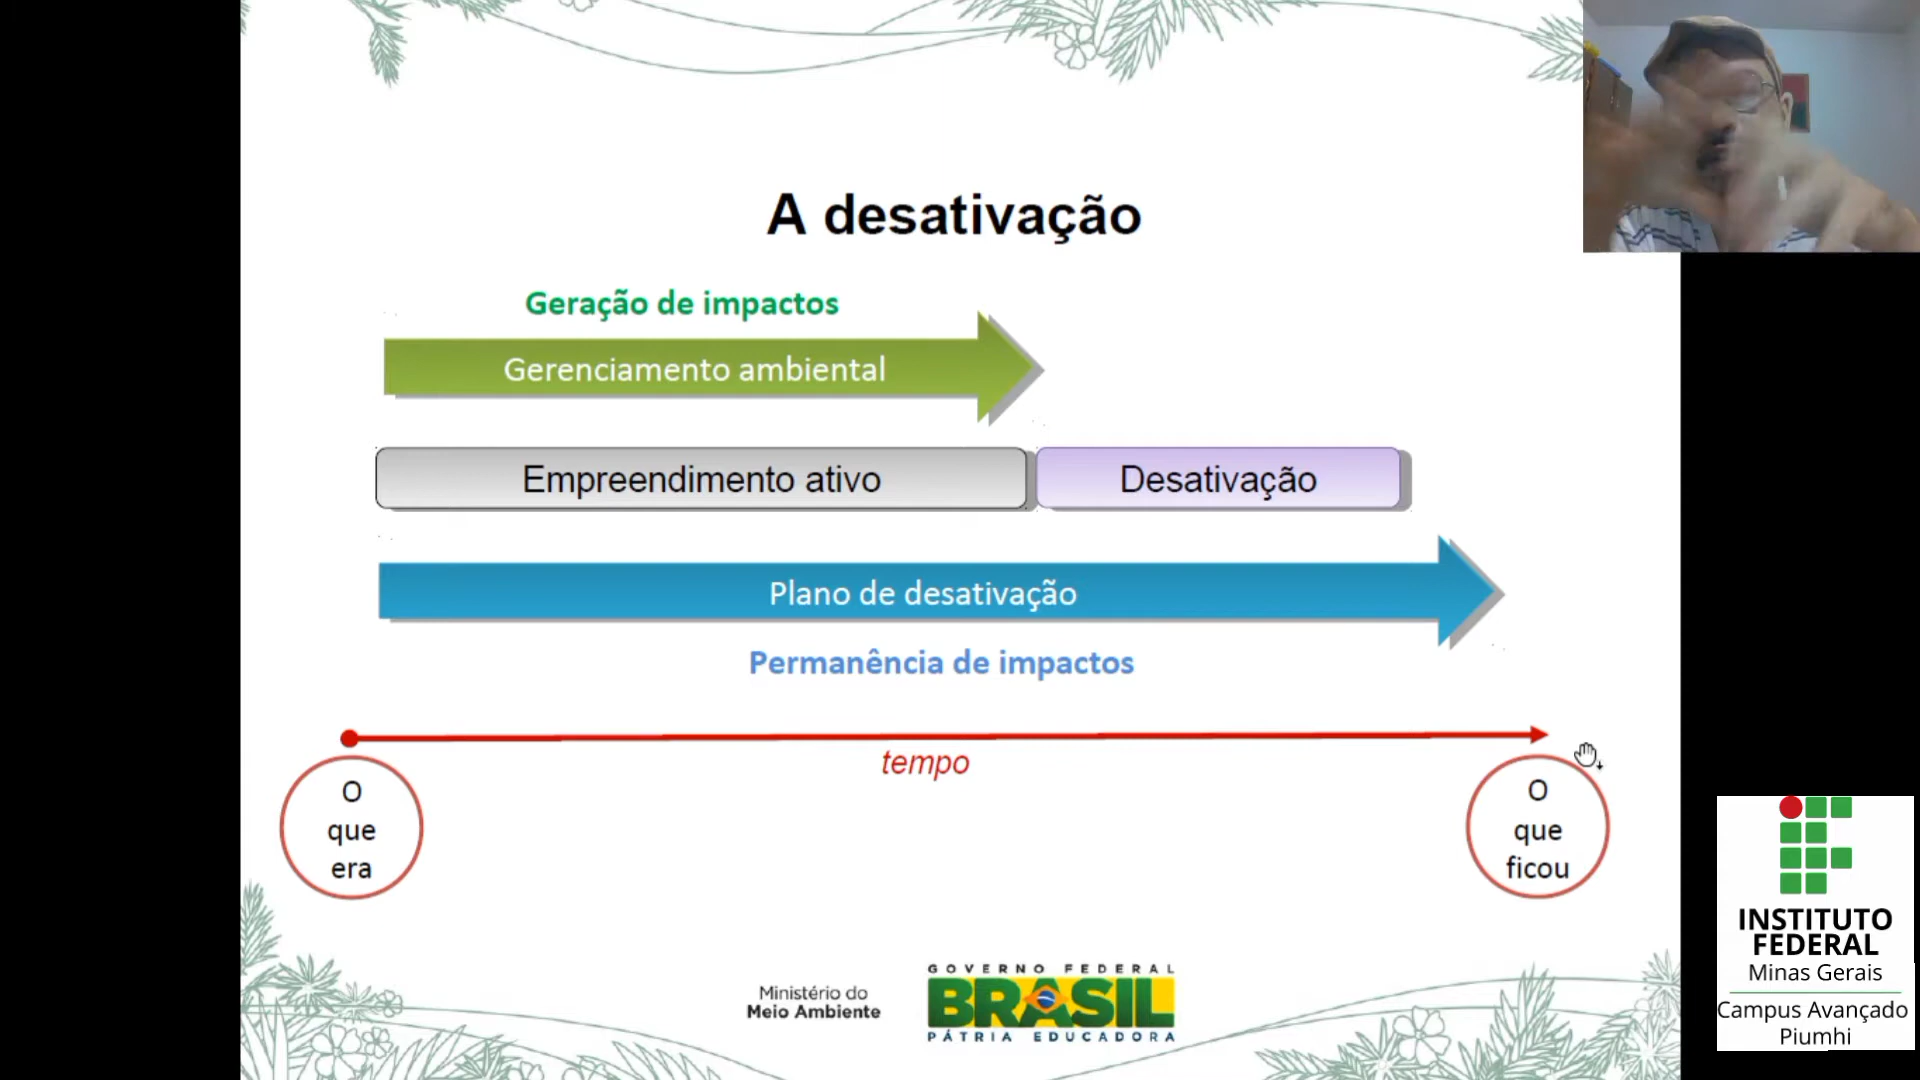 A desativação
Geração de impactos
Gerenciamento ambiental
Empreendimento ativo
Desativação
Plano de desativação
Permanência de impactos
tempo
O
que
era
O
que
ficou
Ministério do
Meio Ambiente
GOVERNO FEDERAL
BRASIL
PÁTRIA EDUCADORA
INSTITUTO
FEDERAL
Minas Gerais
Campus Avançado
Piumhi